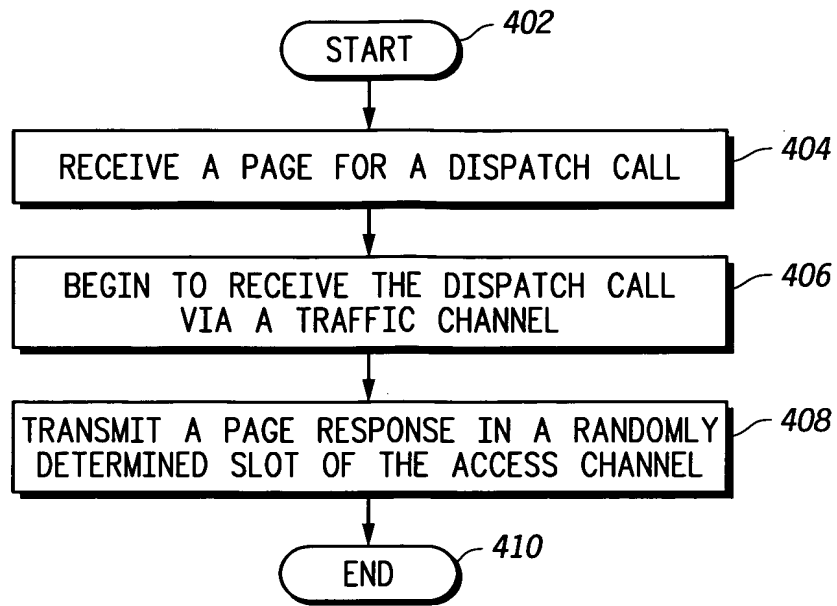 START
402
RECEIVE A PAGE FOR A DISPATCH CALL
404
BEGIN TO RECEIVE THE DISPATCH CALL
VIA A TRAFFIC CHANNEL
406
TRANSMIT A PAGE RESPONSE IN A RANDOMLY
DETERMINED SLOT OF THE ACCESS CHANNEL
408
END
410